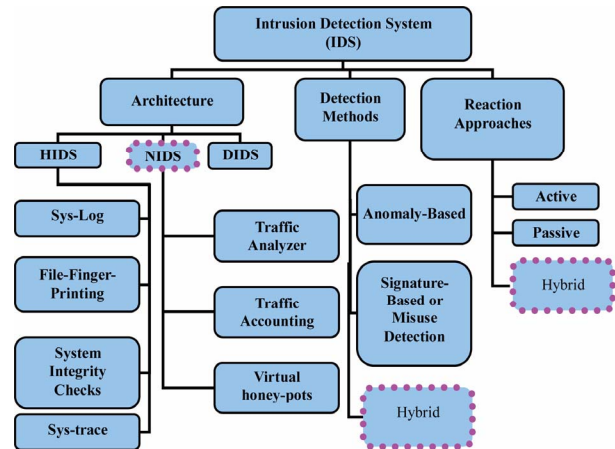 Intrusion Detection System
(IDS)
Architecture
Detection
Methods
Reaction
Approaches
HIDS
NIDS
DIDS
Sys-Log
File-Finger-
Printing
System
Integrity
Checks
Sys-trace
Traffic
Analyzer
Traffic
Accounting
Virtual
honey-pots
Anomaly-Based
Signature-
Based or
Misuse
Detection
Hybrid
Active
Passive
Hybrid